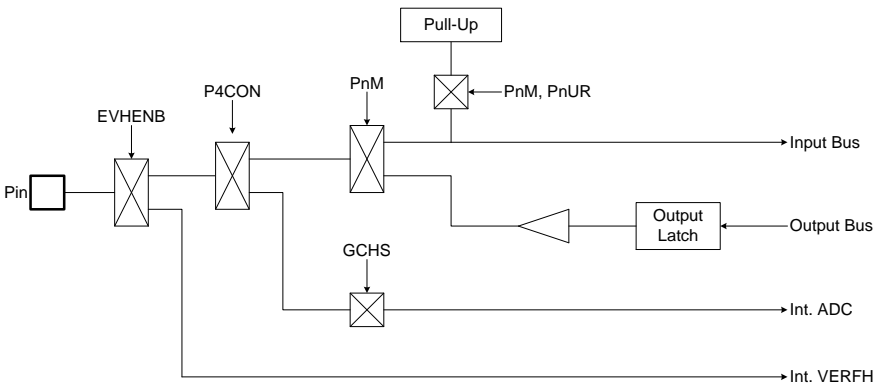 Pull-Up
PnM
PnM, PnUR
P4CON
EVHENB
Input Bus
Pin
Output
Latch
Output Bus
GCHS
Int. ADC
Int. VERFH